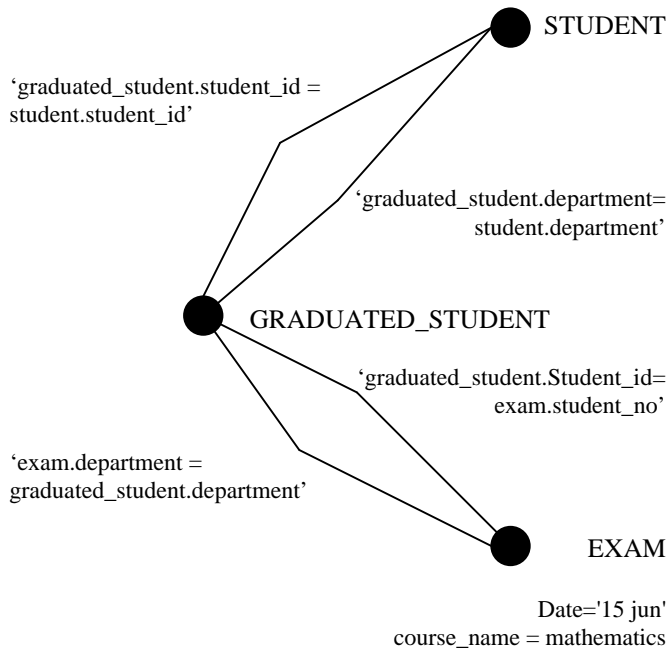 STUDENT
‘graduated_student.student_id =
student.student_id’
‘graduated_student.department=
student.department’
GRADUATED_STUDENT
‘graduated_student.Student_id=
exam.student_no’
‘exam.department =
graduated_student.department’
EXAM
Date='15 jun'
course_name = mathematics